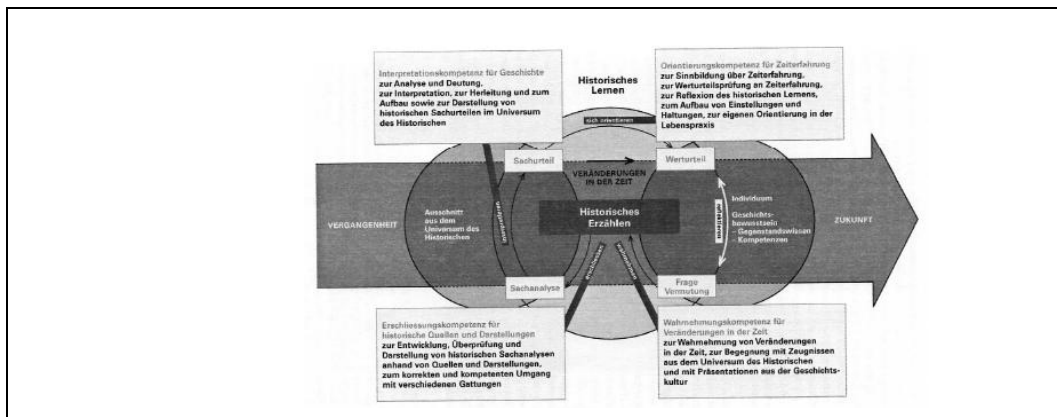 Interpretationskompetenz für Geschichte
zur Analyse und Deutung,
zur Interpretation, zur Herleitung und zum
Aufbau sowie zur Darstellung von
historischen Sachurteilen im Universum
des Historischen
Historisches
Lernen
Orientierungskompetenz für Zeiterfahrung
zur Sinnbildung über Zeiterfahrung,
zur Werturteilsprüfung an Zeiterfahrung,
zur Reflexion des historischen Lernens,
zum Aufbau von Einstellungen und
Haltungen, zur eigenen Orientierung in der
Lebenspraxis
sich orientieren
Sachurteil
Werturteil
VERÄNDERUNGEN
IN DER ZEIT
VERGANGENHEIT
Ausschnitt
aus dem
Universum des
Historischen
Historisches
Erzählen
Individuum
Geschichts-
bewusstsein
– Gegenstandswissen
– Kompetenzen
ZUKUNFT
Sachanalyse
Frage
Vermutung
Erschliessungskompetenz für
historische Quellen und Darstellungen
zur Entwicklung, Überprüfung und
Darstellung von historischen Sachanalysen
anhand von Quellen und Darstellungen,
zum korrekten und kompetenten Umgang
mit verschiedenen Gattungen
Wahrnehmungskompetenz für
Veränderungen in der Zeit
zur Wahrnehmung von Veränderungen
in der Zeit, zur Begegnung mit Zeugnissen
aus dem Universum des Historischen
und mit Präsentationen aus der Geschichts-
kultur